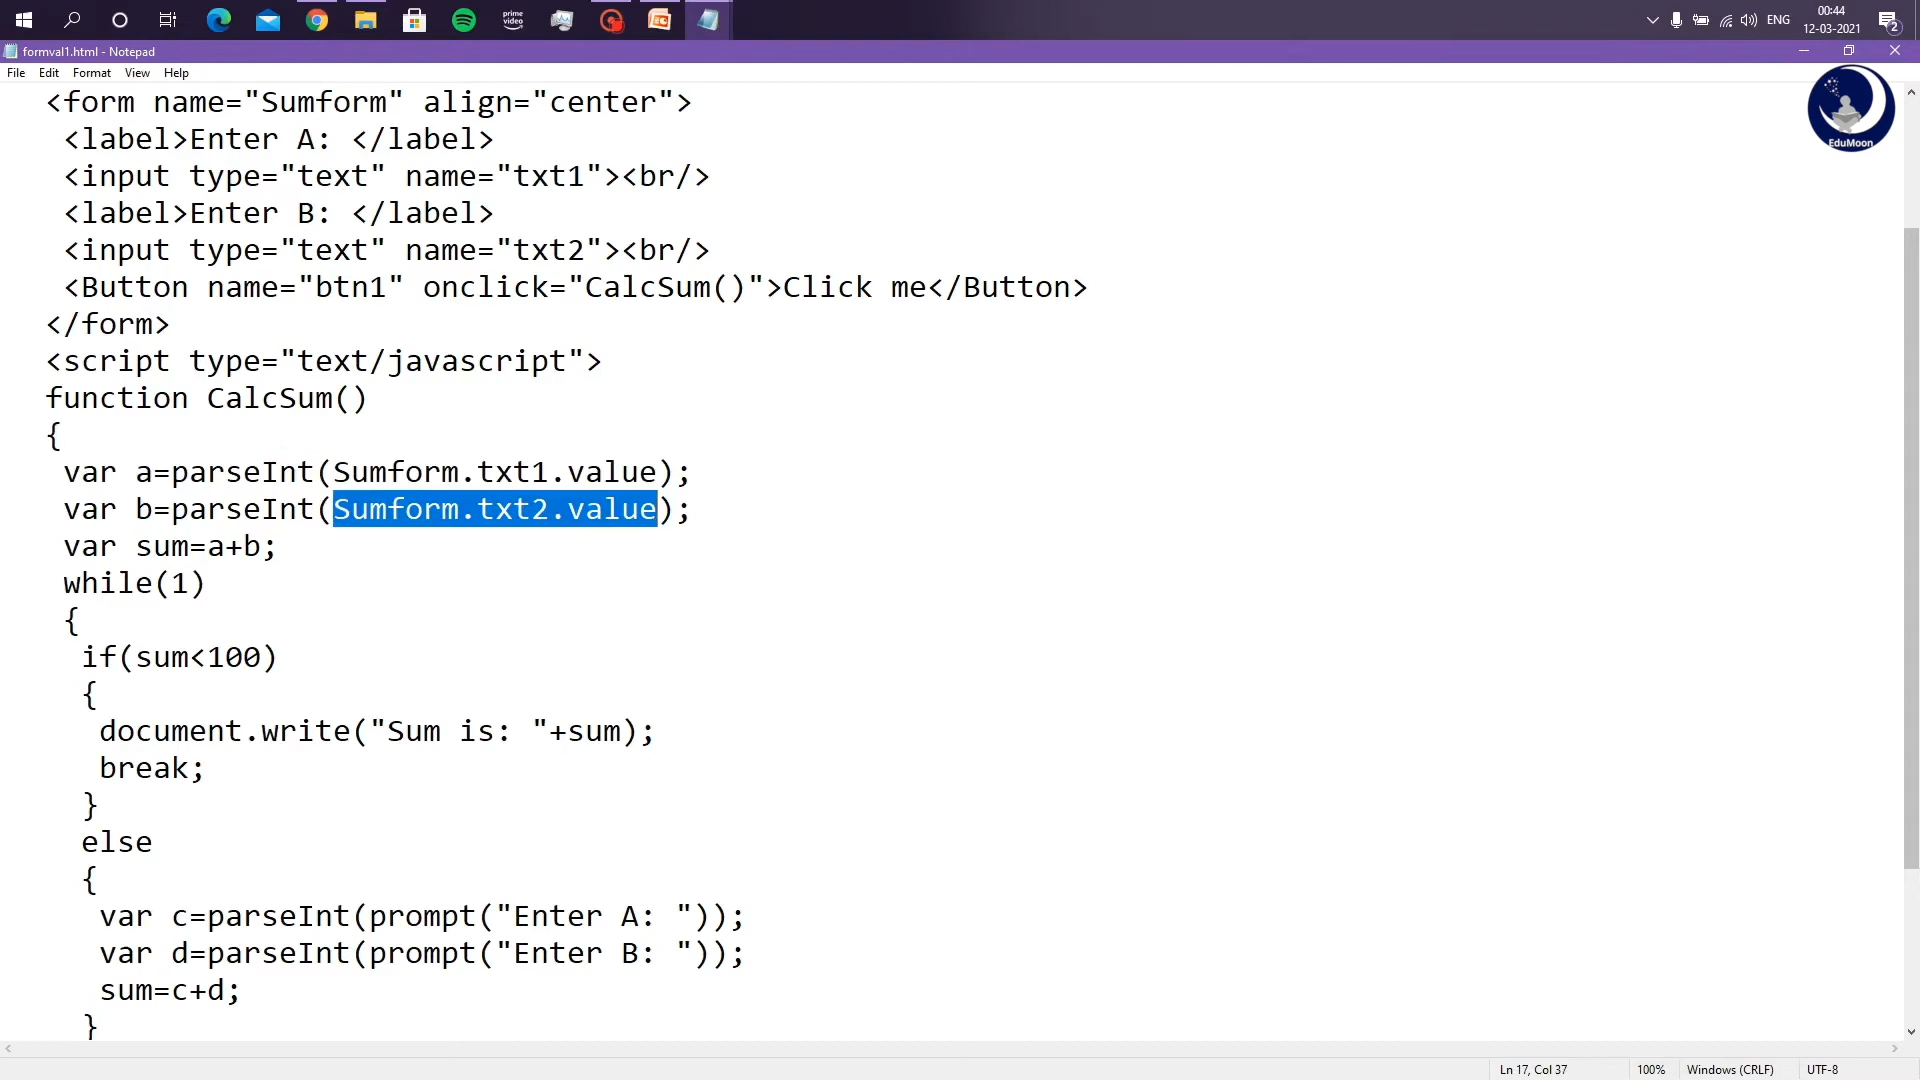 ENG
00:44
12-03-2021
2
prime video
formval1.html - Notepad
File Edit Format View Help
EduMoon
<form name="Sumform" align="center">
<label>Enter A: </label>
<input type="text" name="txt1"><br/>
<label>Enter B: </label>
<input type="text" name="txt2"><br/>
<Button name="btn1" onclick="CalcSum()">Click me</Button>
</form>
<script type="text/javascript">
function CalcSum()
{
var a=parseInt(Sumform.txt1.value);
var b=parseInt(Sumform.txt2.value);
var sum=a+b;
while(1)
{
if(sum<100)
{
document.write("Sum is: "+sum);
break;
}
else
{
var c=parseInt(prompt("Enter A: "));
var d=parseInt(prompt("Enter B: "));
sum=c+d;
}
Ln 17, Col 37
100%
Windows (CRLF)
UTF-8